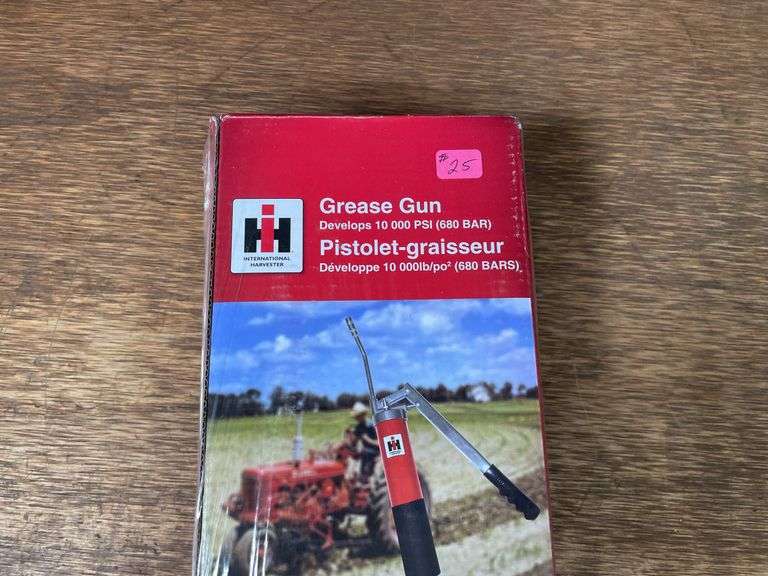 # 25
Grease Gun
Develops 10 000 PSI (680 BAR)
Pistolet-graisseur
Développe 10 000lb/po² (680 BARS)
IH
INTERNATIONAL
HARVESTER
IH